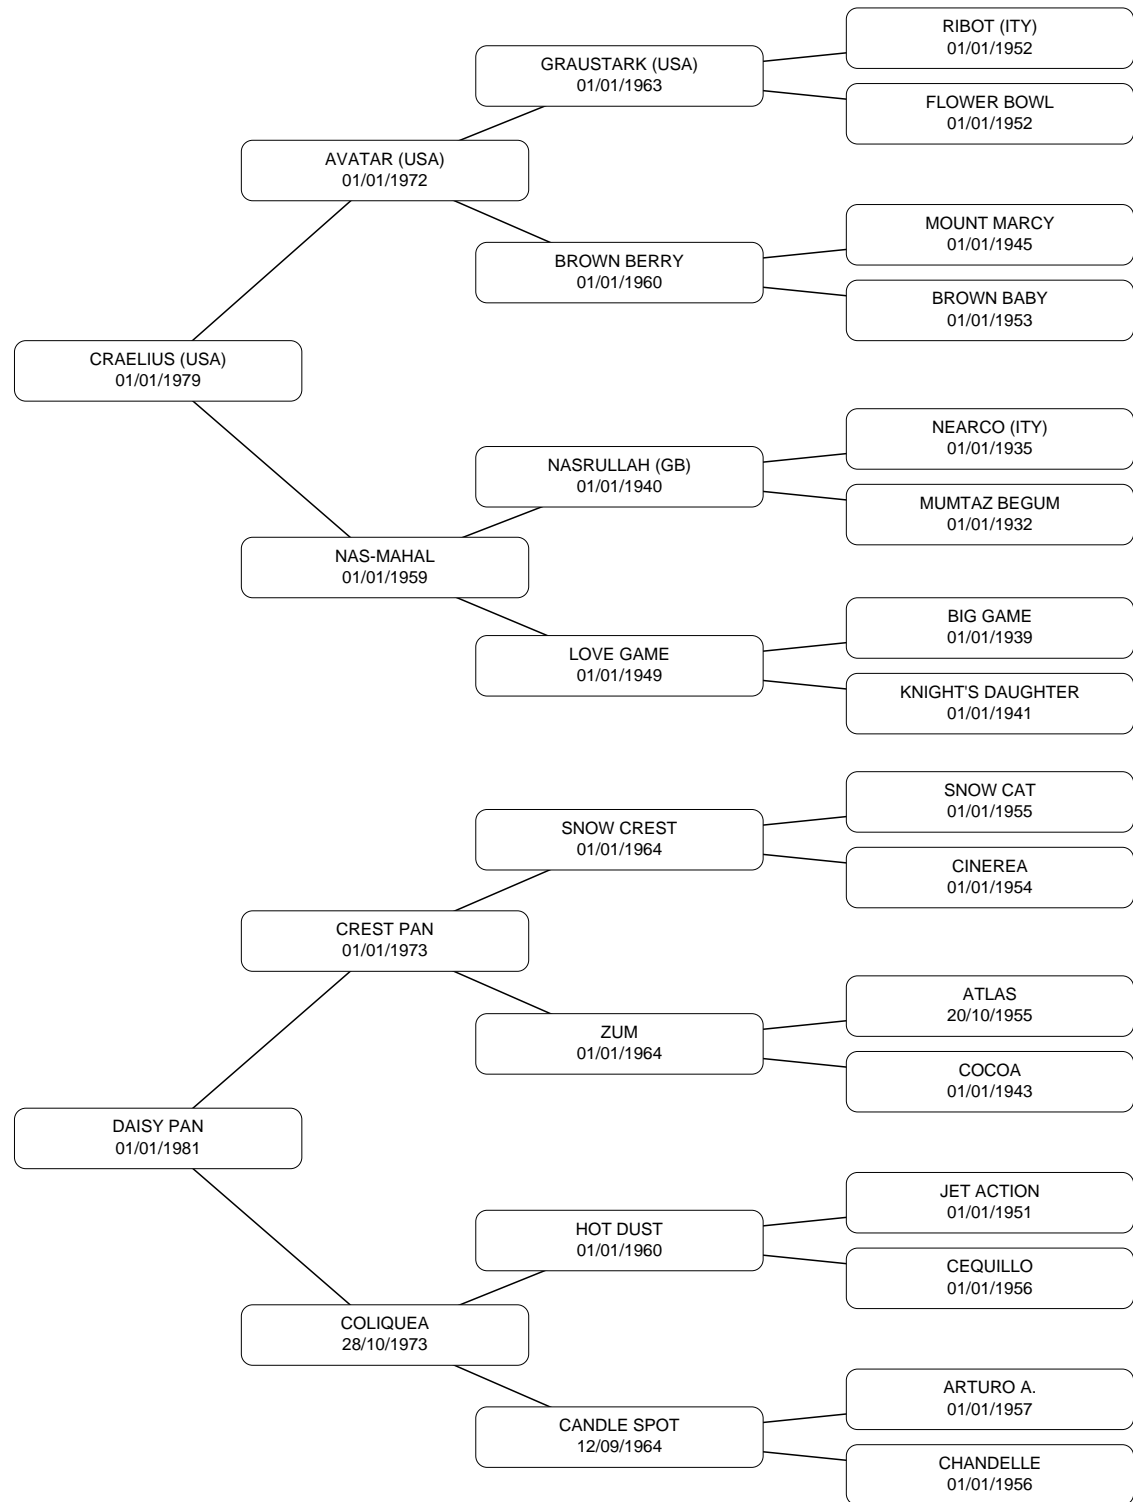 RIBOT (ITY)
01/01/1952
GRAUSTARK (USA)
01/01/1963
FLOWER BOWL
01/01/1952
AVATAR (USA)
01/01/1972
MOUNT MARCY
01/01/1945
BROWN BERRY
01/01/1960
BROWN BABY
01/01/1953
CRAELIUS (USA)
01/01/1979
NEARCO (ITY)
01/01/1935
NASRULLAH (GB)
01/01/1940
MUMTAZ BEGUM
01/01/1932
NAS-MAHAL
01/01/1959
BIG GAME
01/01/1939
LOVE GAME
01/01/1949
KNIGHT'S DAUGHTER
01/01/1941
SNOW CAT
01/01/1955
SNOW CREST
01/01/1964
CINEREA
01/01/1954
CREST PAN
01/01/1973
ATLAS
20/10/1955
ZUM
01/01/1964
COCOA
01/01/1943
DAISY PAN
01/01/1981
JET ACTION
01/01/1951
HOT DUST
01/01/1960
CEQUILLO
01/01/1956
COLIQUEA
28/10/1973
ARTURO A.
01/01/1957
CANDLE SPOT
12/09/1964
CHANDELLE
01/01/1956